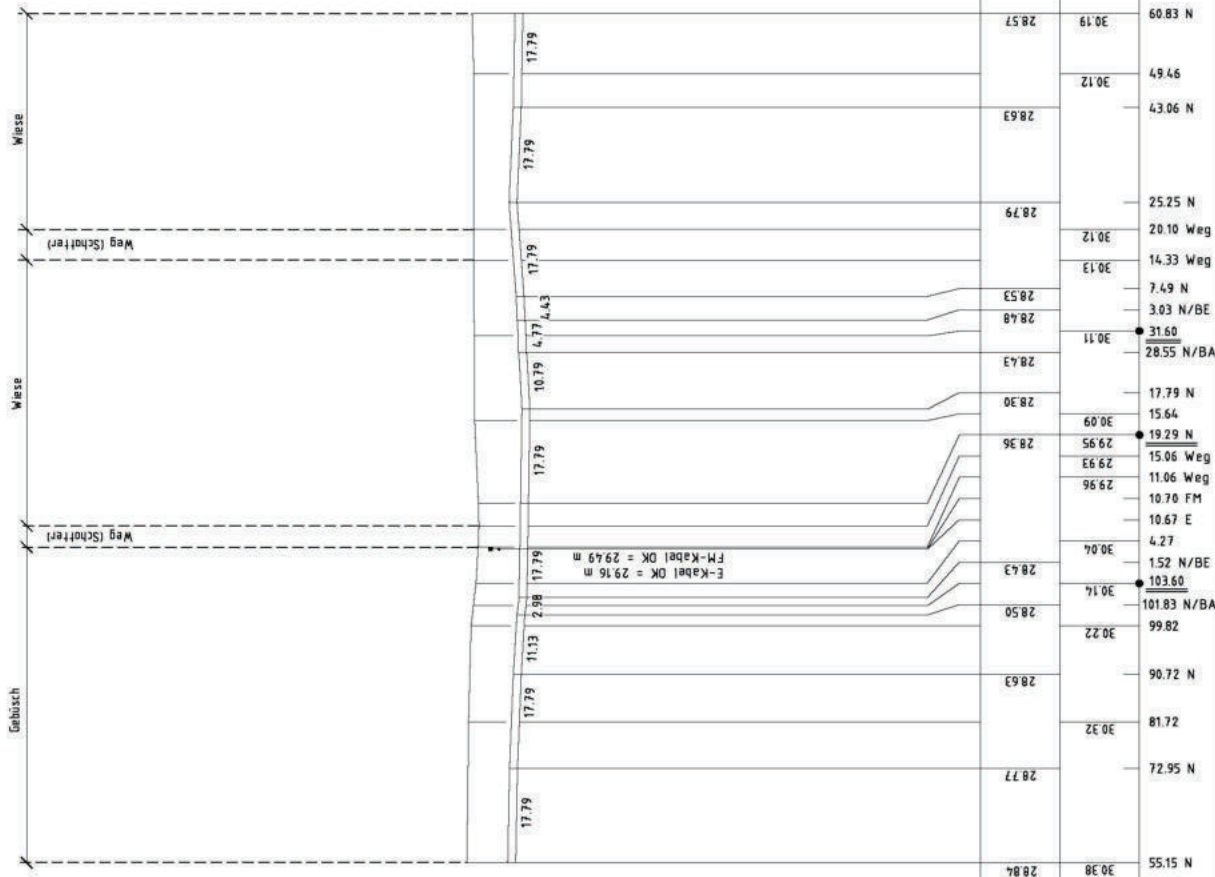 Wiese
Weg (Schotter)
Wiese
Weg (Schotter)
Gebüsch
17.79
17.79
17.79
4.43
4.77
10.79
17.79
17.79
2.98
11.13
17.79
17.79
E-Kabel OK = 29.16 m
FM-Kabel OK = 29.49 m
28.57
28.63
28.79
28.53
28.48
28.43
28.30
28.36
28.43
28.50
28.63
28.77
28.84
30.19
30.12
30.12
30.13
30.11
30.09
29.95
29.93
29.96
30.04
30.14
30.22
30.32
30.38
60.83 N
49.46
43.06 N
25.25 N
20.10 Weg
14.33 Weg
7.49 N
3.03 N/BE
31.60
28.55 N/BA
17.79 N
15.64
19.29 N
15.06 Weg
11.06 Weg
10.70 FM
10.67 E
4.27
1.52 N/BE
103.60
101.83 N/BA
99.82
90.72 N
81.72
72.95 N
55.15 N